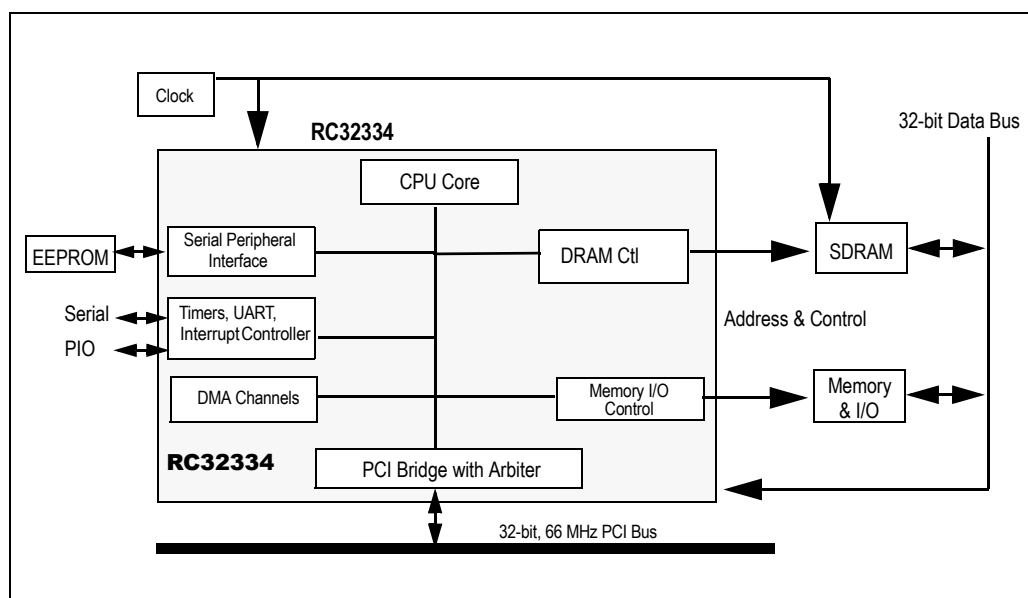 Clock
RC32334
32-bit Data Bus
CPU Core
EEPROM
Serial Peripheral
Interface
DRAM Ctl
SDRAM
Serial
PIO
Timers, UART,
Interrupt Controller
Address & Control
DMA Channels
Memory I/O
Control
Memory
& I/O
RC32334
PCI Bridge with Arbiter
32-bit, 66 MHz PCI Bus